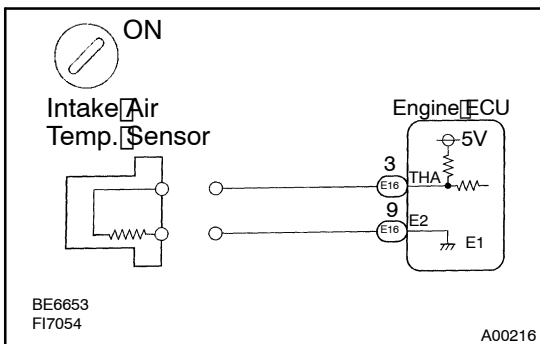 ON
Intake Air
Temp. Sensor
Engine ECU
5V
3
E16
THA
9
E16
E2
E1
BE6653
FI7054
A00216